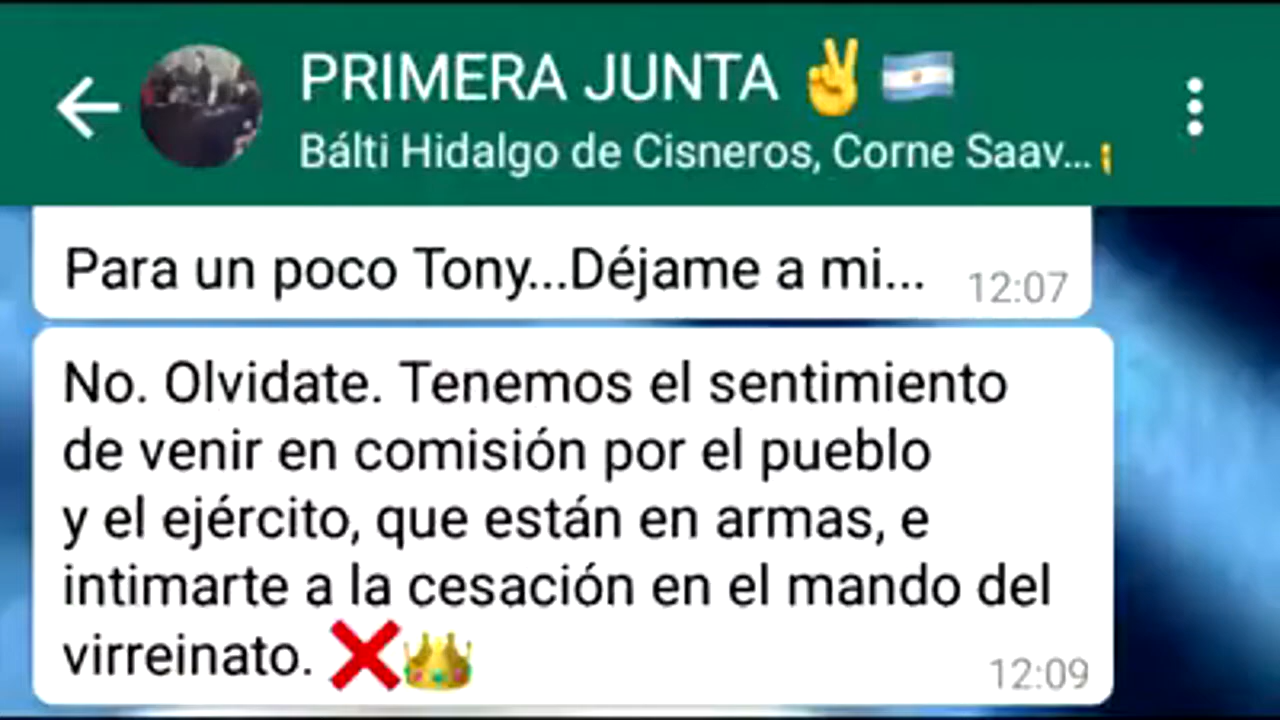 PRIMERA JUNTA ✌️🇦🇷
Bálti Hidalgo de Cisneros, Corne Saav...
Para un poco Tony...Déjame a mi...
12:07
No. Olvidate. Tenemos el sentimiento
de venir en comisión por el pueblo
y el ejército, que están en armas, e
intimarte a la cesación en el mando del
virreinato. ❌👑
12:09